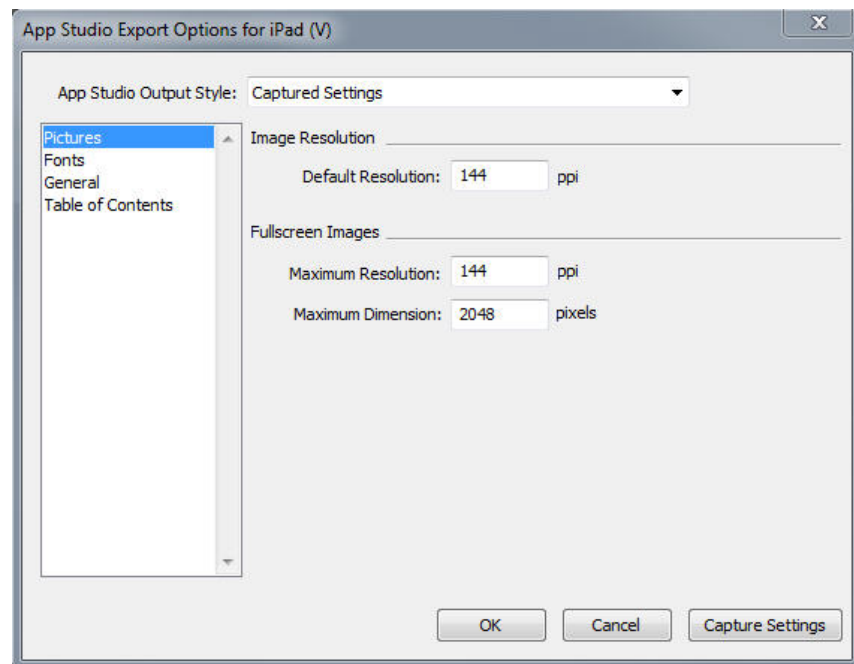 App Studio Export Options for iPad (V)
App Studio Output Style: Captured Settings
Pictures
Fonts
General
Table of Contents
Image Resolution
Default Resolution: 144 ppi
Fullscreen Images
Maximum Resolution: 144 ppi
Maximum Dimension: 2048 pixels
OK Cancel Capture Settings